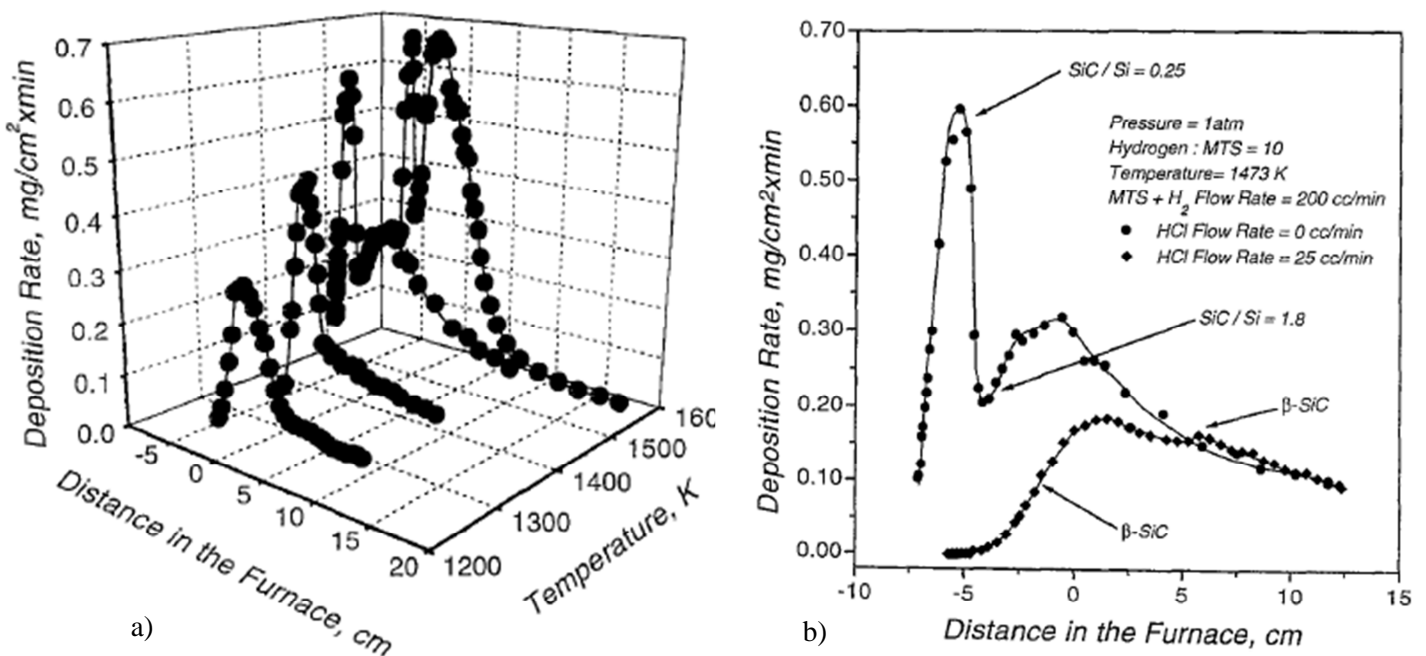 0.7
0.6
0.5
0.4
0.3
0.2
0.1
0.0
Deposition Rate, mg/cm²xmin
-5
0
5
10
15
20
Distance in the Furnace, cm
1200
1300
1400
1500
160
Temperature, K
a)
0.70
0.60
0.50
0.40
0.30
0.20
0.10
0.00
Deposition Rate, mg/cm²xmin
SiC / Si = 0.25
Pressure = 1atm
Hydrogen : MTS = 10
Temperature= 1473 K
MTS + H₂ Flow Rate = 200 cc/min
● HCl Flow Rate = 0 cc/min
◆ HCl Flow Rate = 25 cc/min
SiC / Si = 1.8
β-SiC
β-SiC
-10
-5
0
5
10
15
Distance in the Furnace, cm
b)